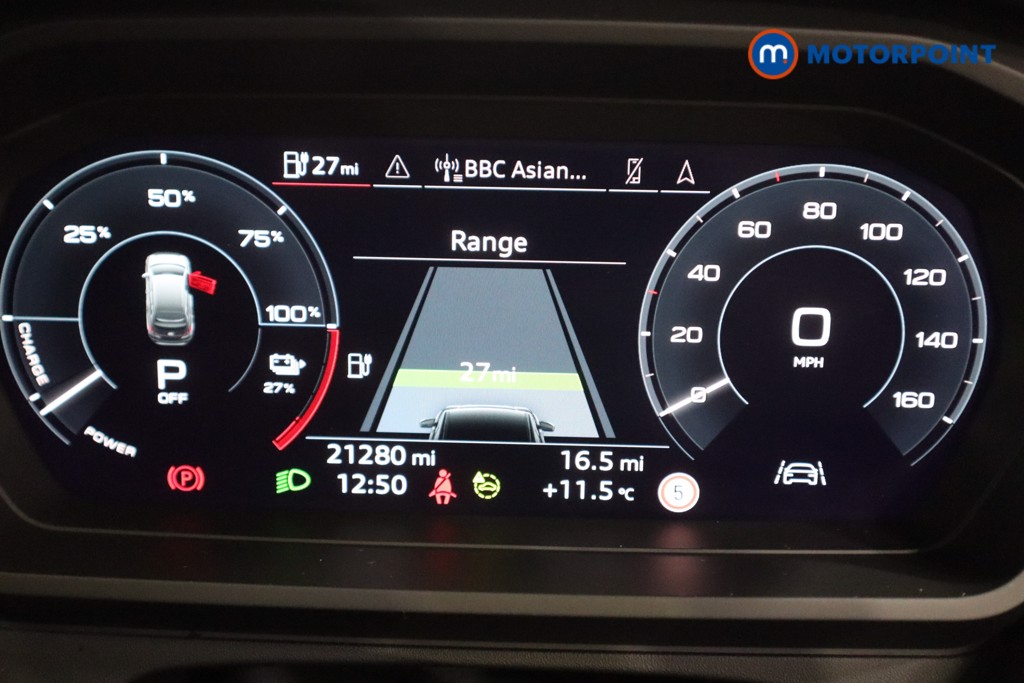 m MOTORPOINT
27mi BBC Asian...
Range
25% 50% 75% 100%
CHARGE
POWER
P
OFF
27%
27mi
0 20 40 60 80 100 120 140 160
0
MPH
21280 mi 16.5 mi
12:50 +11.5 °C
P
5